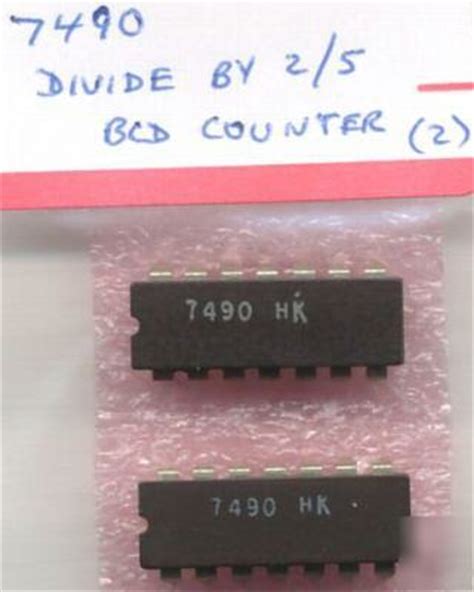 7490
DIVIDE BY 2/5
BCD COUNTER (2)
7490 HK
7490 HK